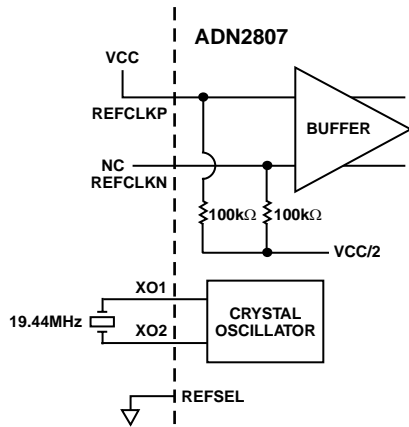 ADN2807
VCC
REFCLKP
BUFFER
NC
REFCLKN
100kΩ
100kΩ
VCC/2
XO1
19.44MHz
XO2
CRYSTAL
OSCILLATOR
REFSEL